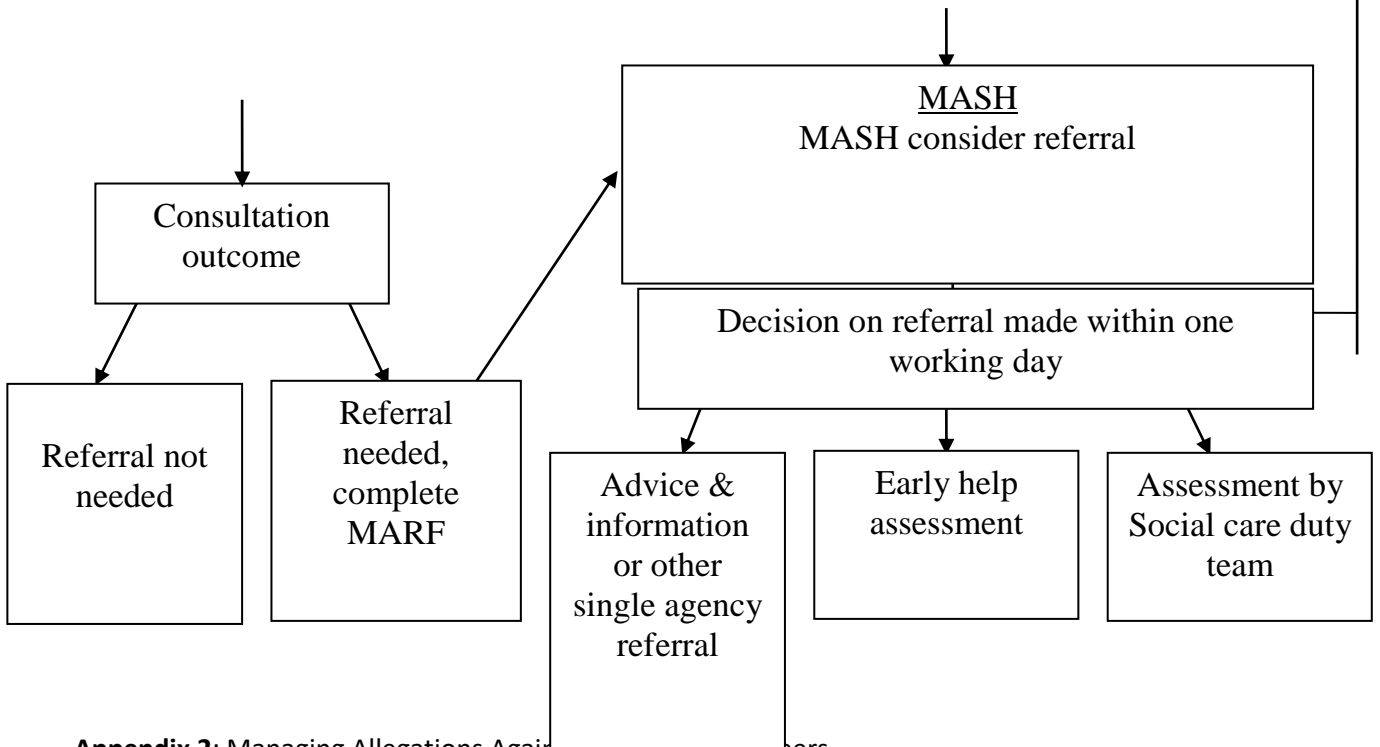 MASH
MASH consider referral
Consultation
outcome
Decision on referral made within one
working day
Referral not
needed
Referral
needed,
complete
MARF
Advice &
information
or other
single agency
referral
Early help
assessment
Assessment by
Social care duty
team
Appendix 2: Managing Allegations